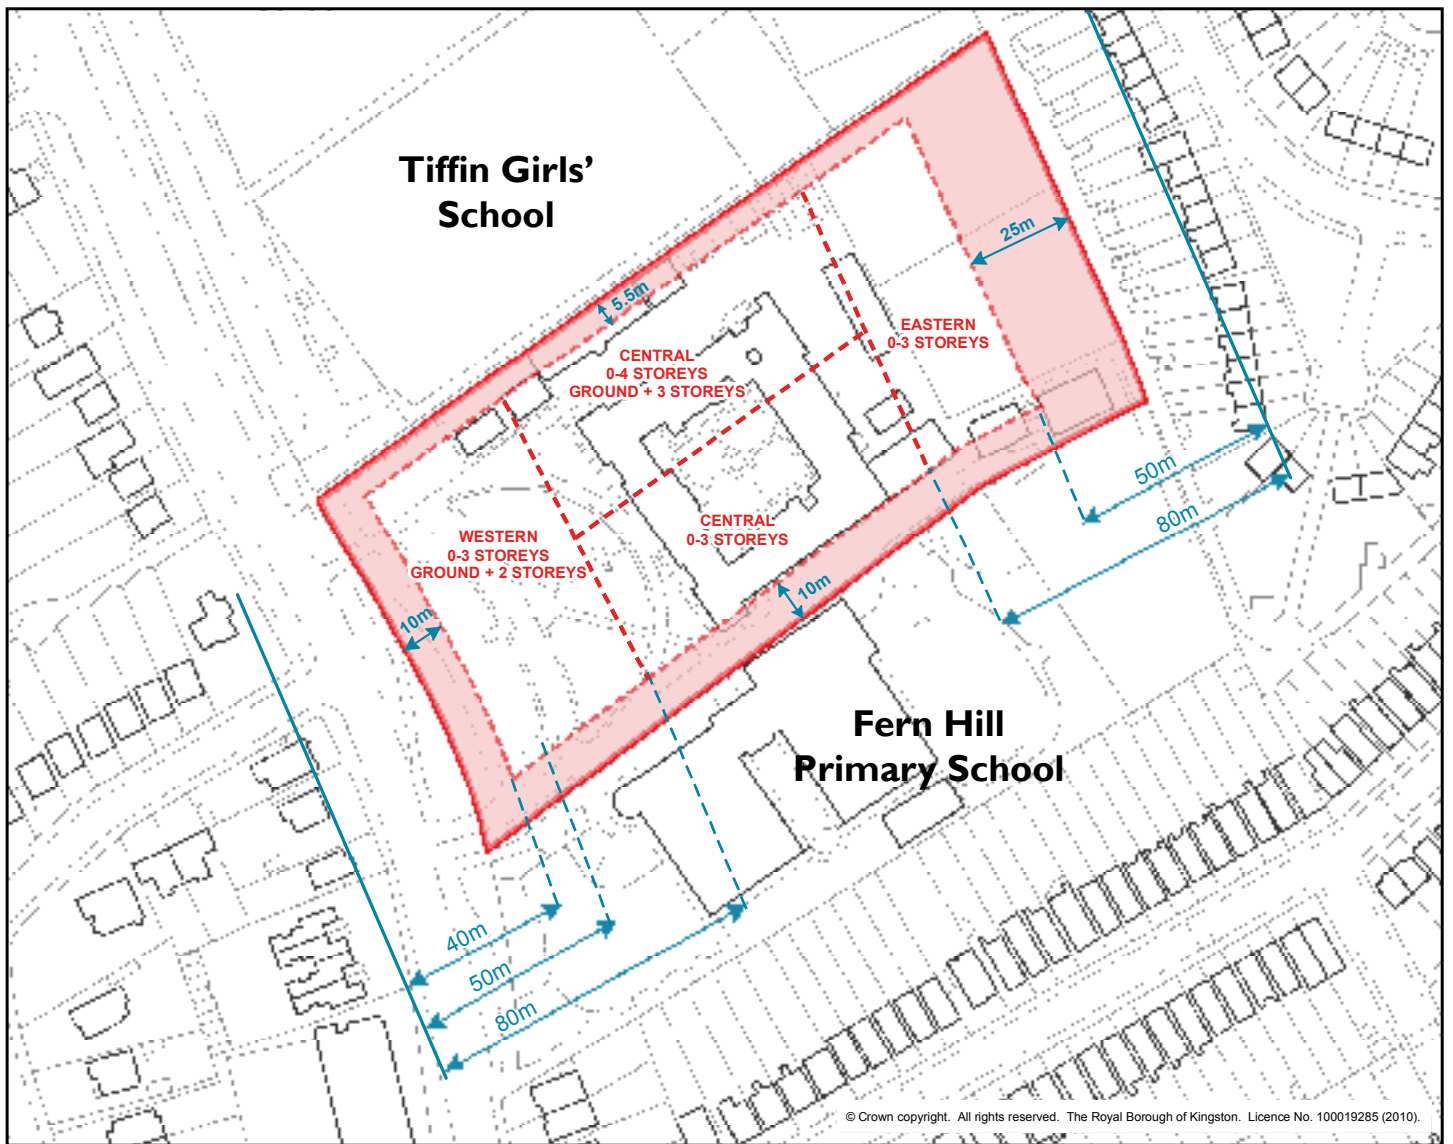 Tiffin Girls’
School
25m
5.5m
EASTERN
0-3 STOREYS
CENTRAL
0-4 STOREYS
GROUND + 3 STOREYS
50m
80m
CENTRAL
0-3 STOREYS
WESTERN
0-3 STOREYS
GROUND + 2 STOREYS
10m
10m
Fern Hill
Primary School
40m
50m
80m
© Crown copyright. All rights reserved. The Royal Borough of Kingston. Licence No. 100019285 (2010).